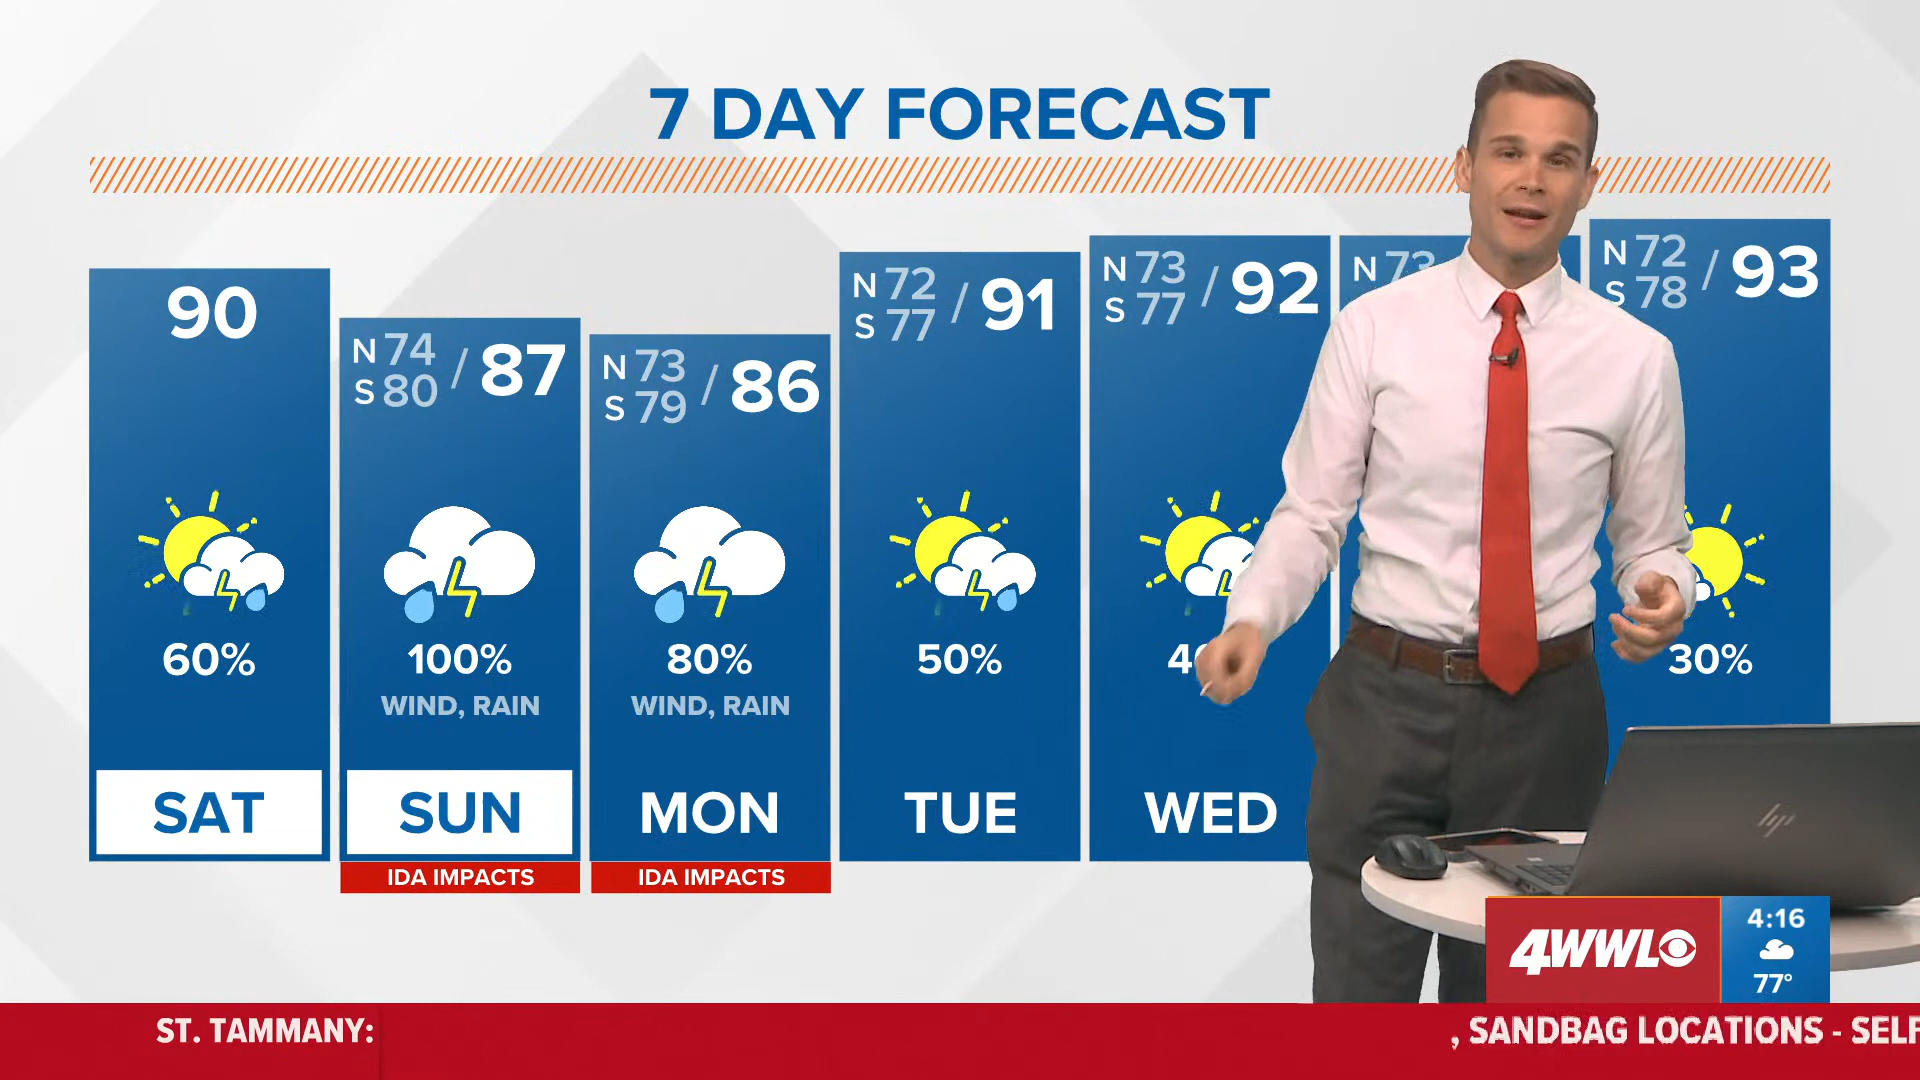 7 DAY FORECAST
90
60%
SAT
N 74
S 80 / 87
100%
WIND, RAIN
SUN
IDA IMPACTS
N 73
S 79 / 86
80%
WIND, RAIN
MON
IDA IMPACTS
N 72
S 77 / 91
50%
TUE
N 73
S 77 / 92
WED
N 73
N 72
S 78 / 93
30%
hp
4WWL
4:16
77°
ST. TAMMANY:
, SANDBAG LOCATIONS -